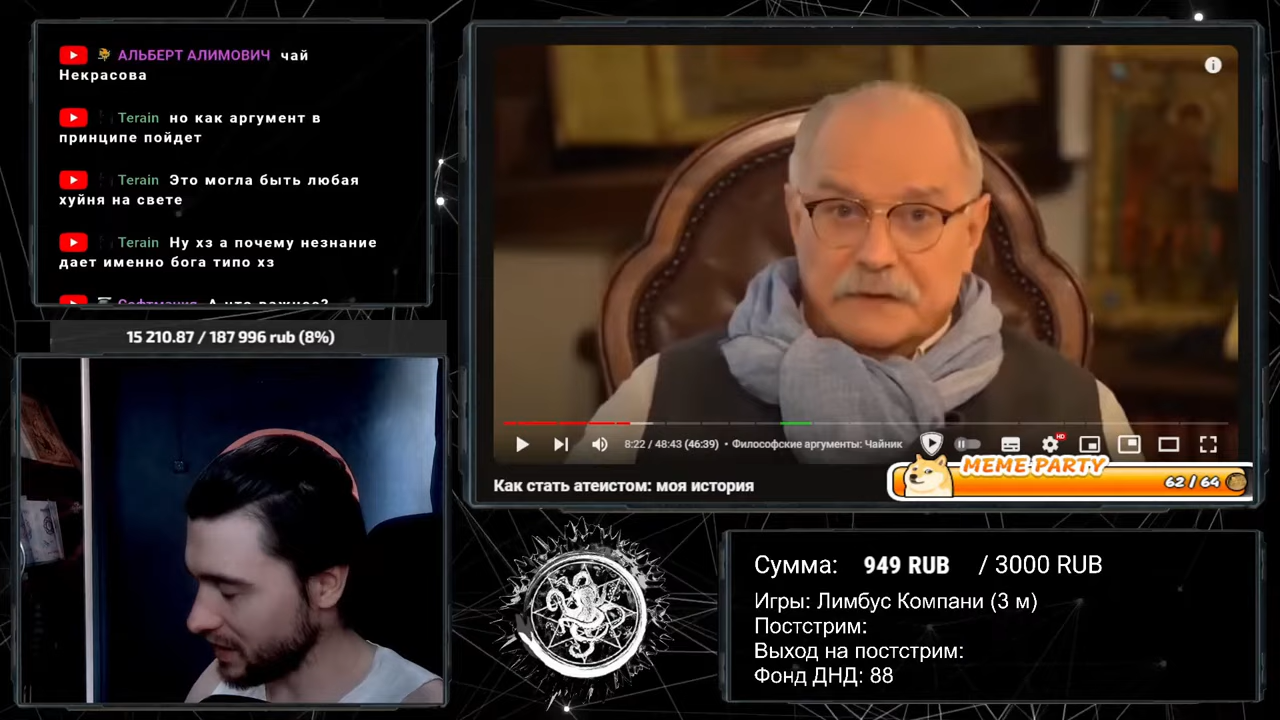 АЛЬБЕРТ АЛИМОВИЧ чай
Некрасова
Terain но как аргумент в
принципе пойдет
Terain Это могла быть любая
хуйня на свете
Terain Ну хз а почему незнание
дает именно бога типо хз
15 210.87 / 187 996 rub (8%)
8:22 / 48:43 (46:39) • Философские аргументы: Чайник
HD
Как стать атеистом: моя история
MEME PARTY
62 / 64
Сумма: 949 RUB / 3000 RUB
Игры: Лимбус Компани (3 м)
Постстрим:
Выход на постстрим:
Фонд ДНД: 88